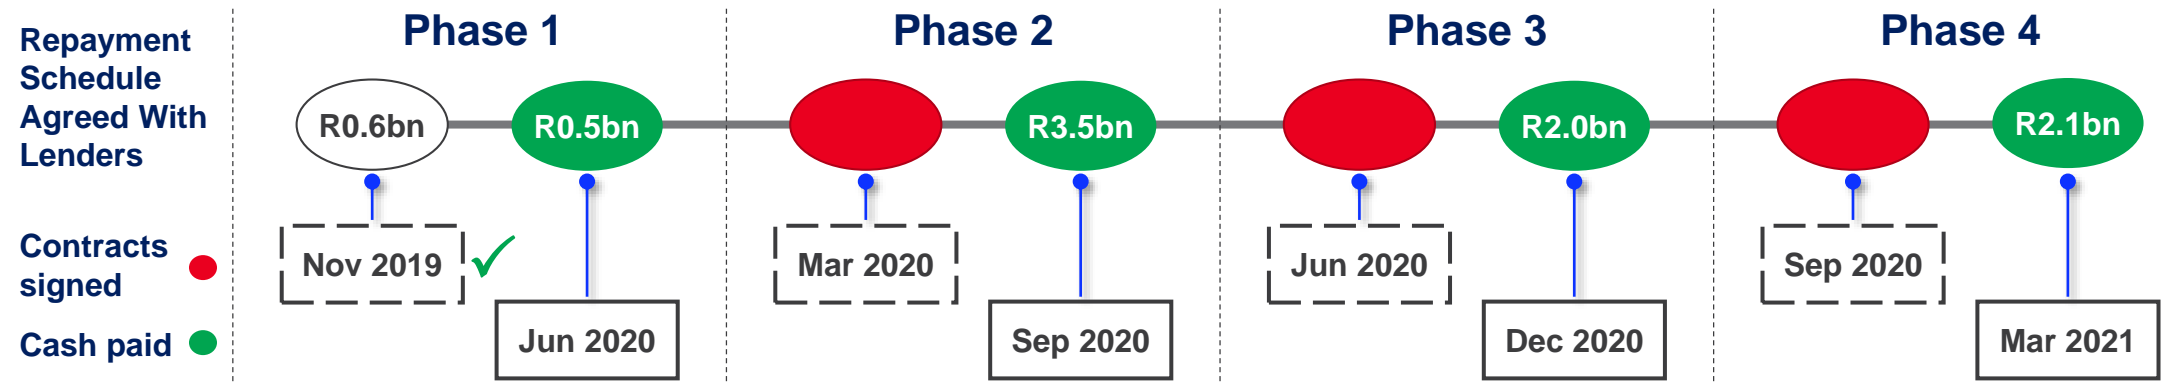 Repayment
Schedule
Agreed With
Lenders
Contracts
signed
Cash paid
Phase 1
R0.6bn
R0.5bn
Nov 2019
Jun 2020
Phase 2
R3.5bn
Mar 2020
Sep 2020
Phase 3
R2.0bn
Jun 2020
Dec 2020
Phase 4
R2.1bn
Sep 2020
Mar 2021